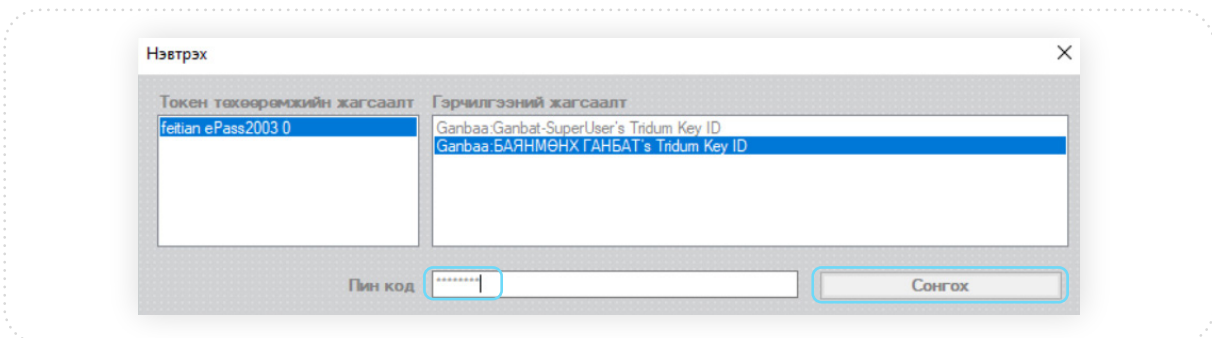 Нэвтрэх
Токен төхөөрөмжийн жагсаалт Гэрчилгээний жагсаалт
feitian ePass2003 0
Ganbaa:Ganbat-SuperUser's Tridum Key ID
Ganbaa:БАЯНМӨНХ ГАНБАТ's Tridum Key ID
Пин код ******** Сонгох